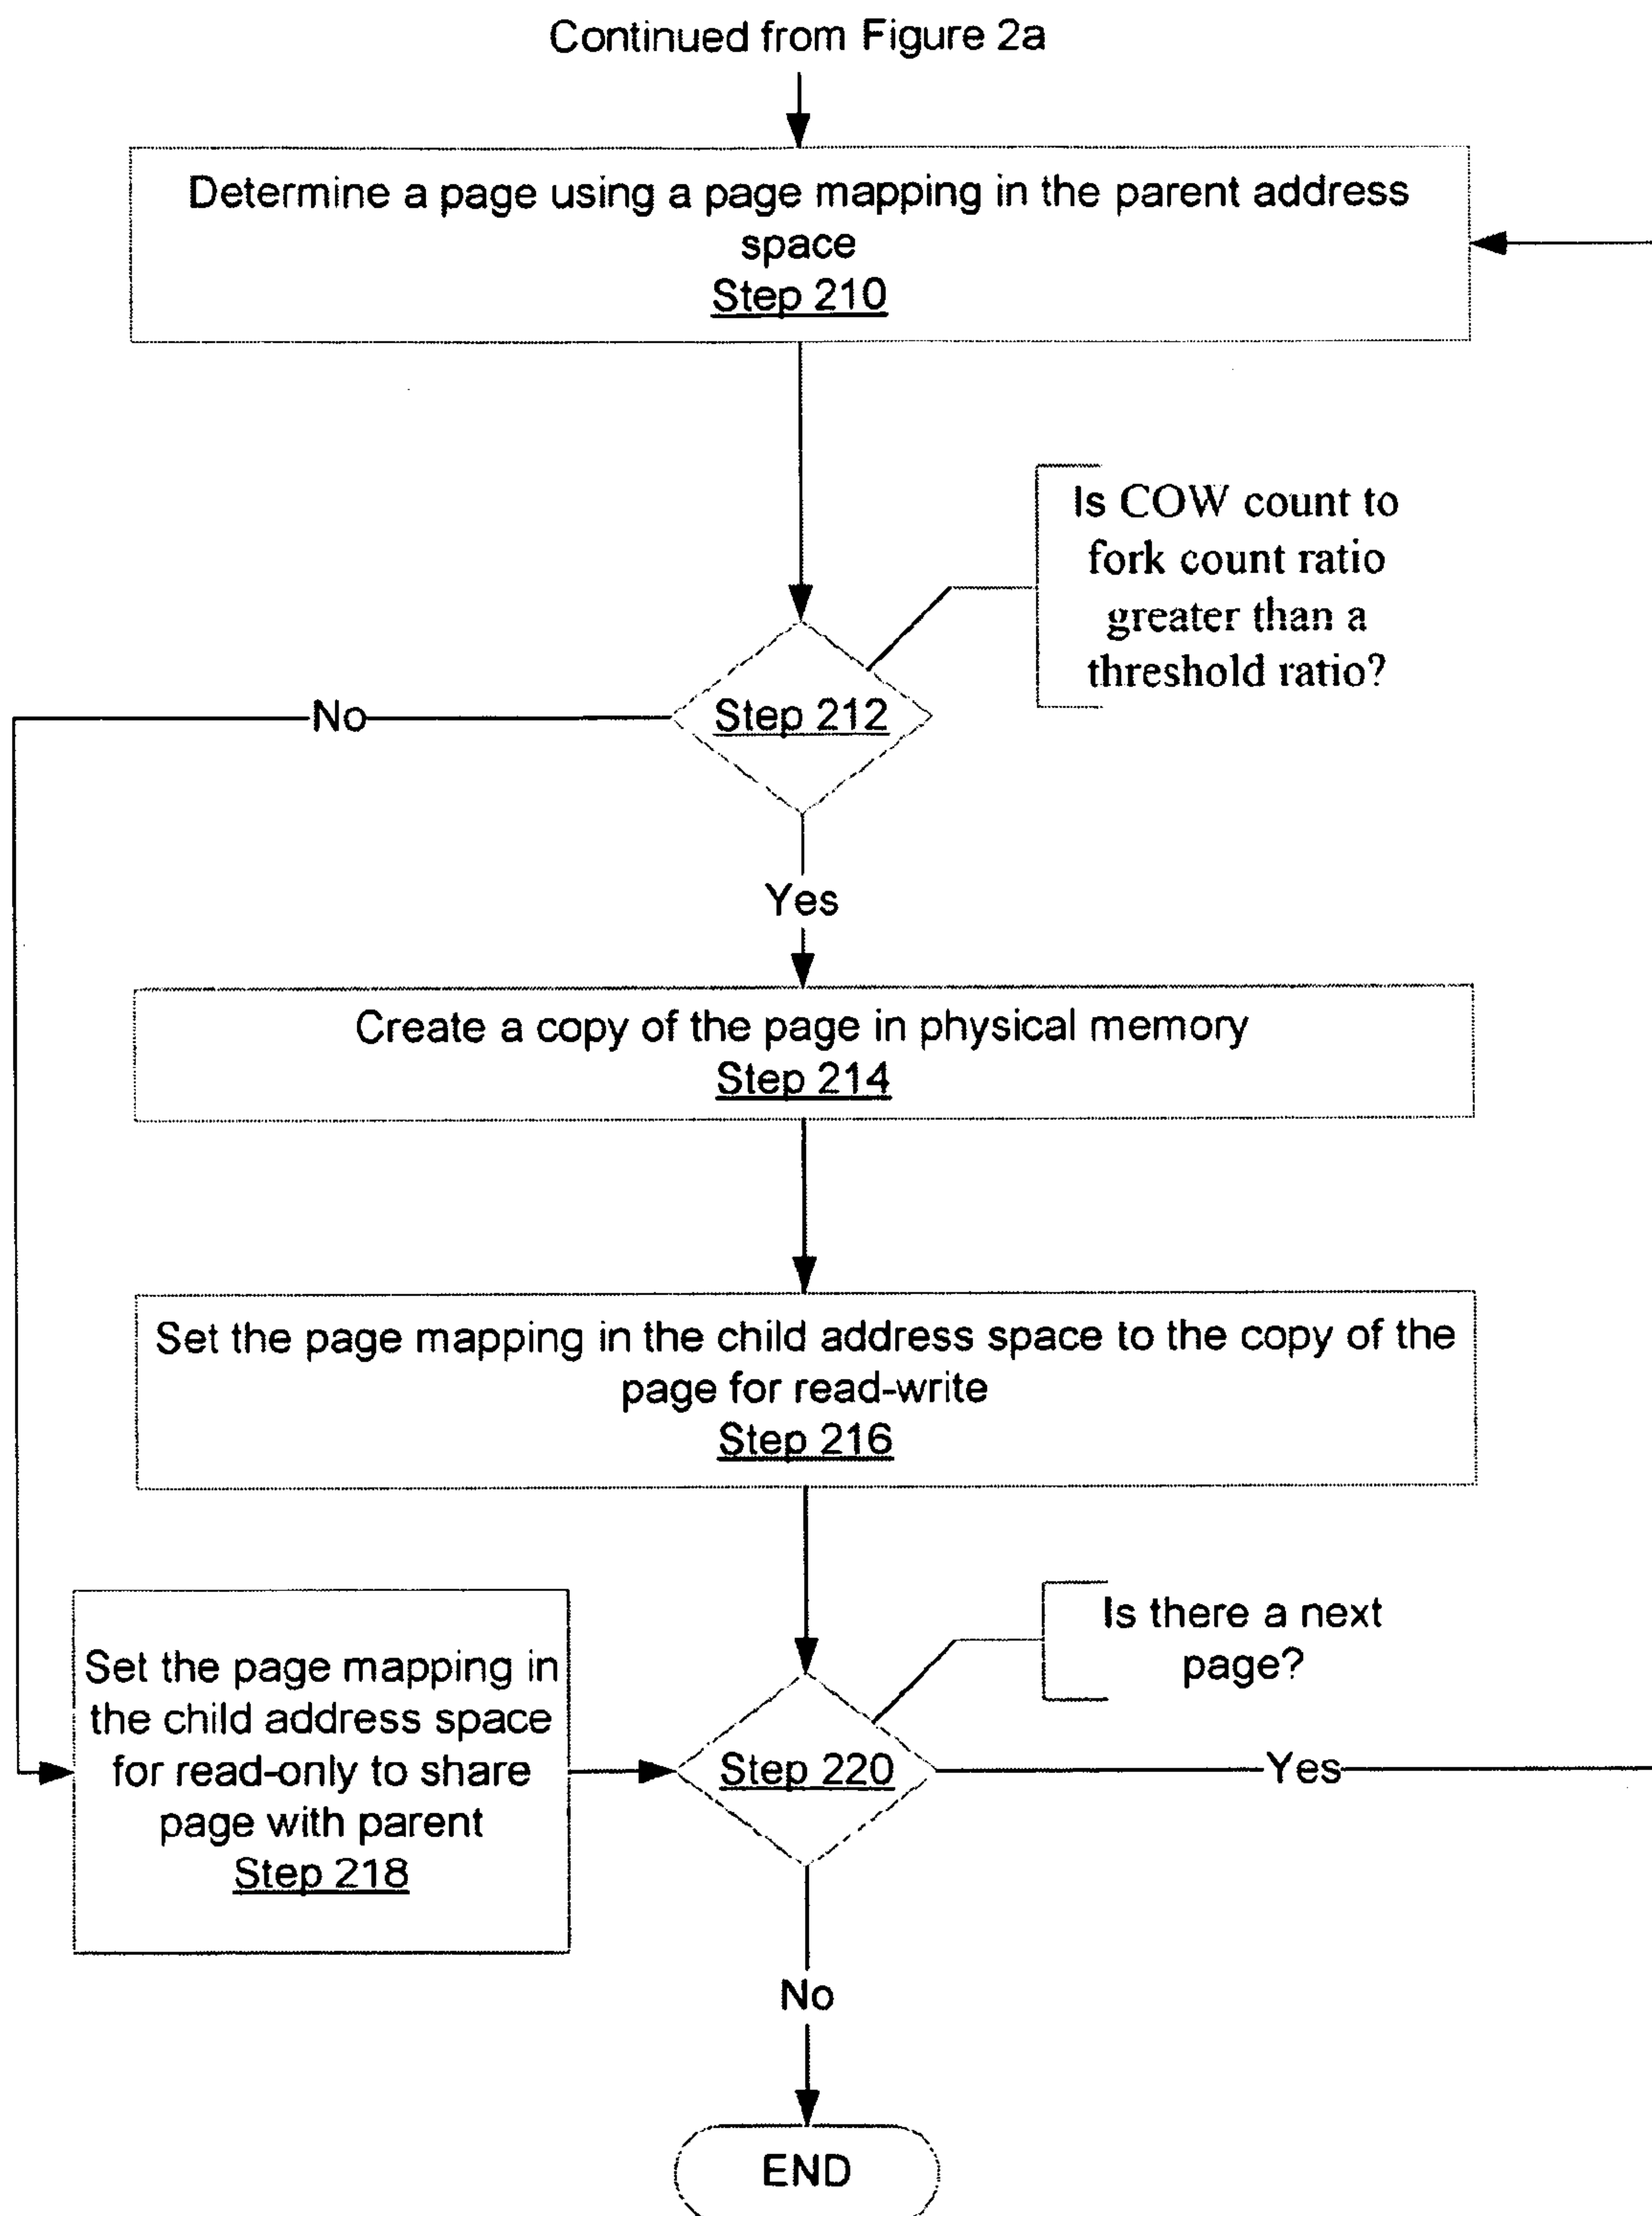 Continued from Figure 2a
Determine a page using a page mapping in the parent address
space
Step 210
Is COW count to
fork count ratio
greater than a
threshold ratio?
No
Step 212
Yes
Create a copy of the page in physical memory
Step 214
Set the page mapping in the child address space to the copy of the
page for read-write
Step 216
Is there a next
page?
Set the page mapping in
the child address space
for read-only to share
page with parent
Step 218
Step 220
Yes
No
END